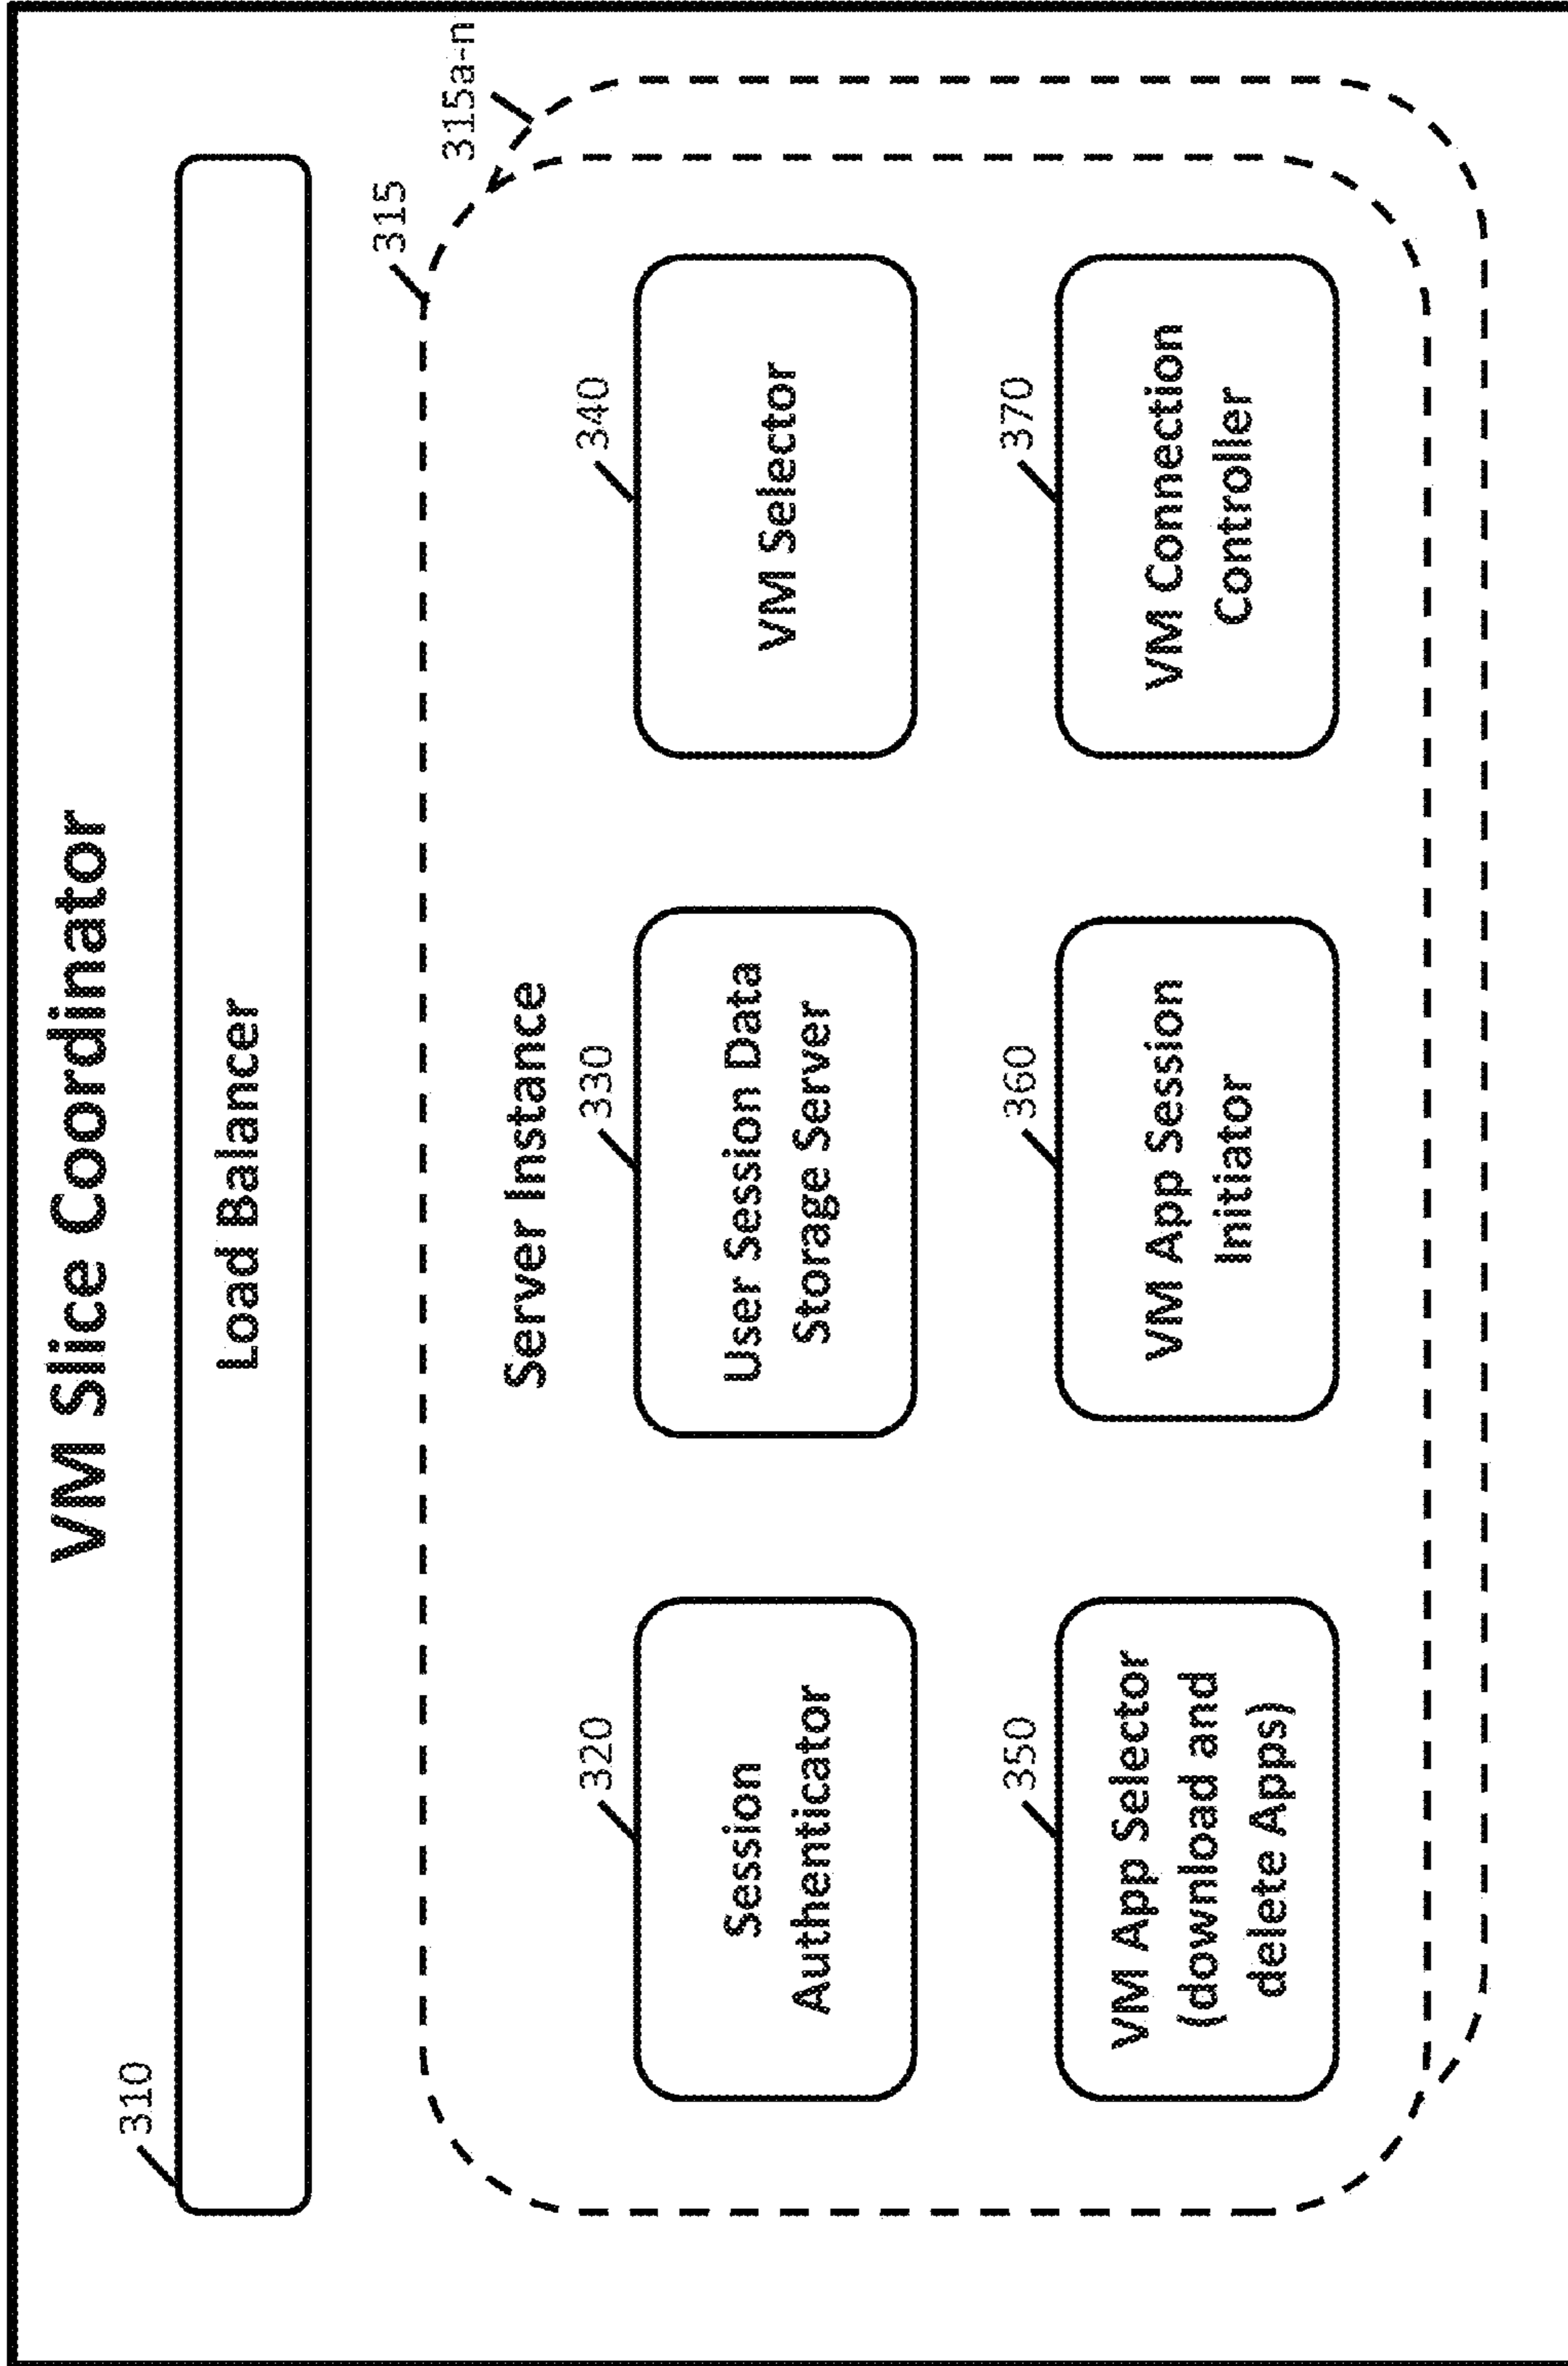 VM Slice Coordinator
310
Load Balancer
315
315a-n
Server Instance
320
Session
Authenticator
330
User Session Data
Storage Server
340
VM Selector
350
VM App Selector
(download and
delete Apps)
360
VM App Session
Initiator
370
VM Connection
Controller